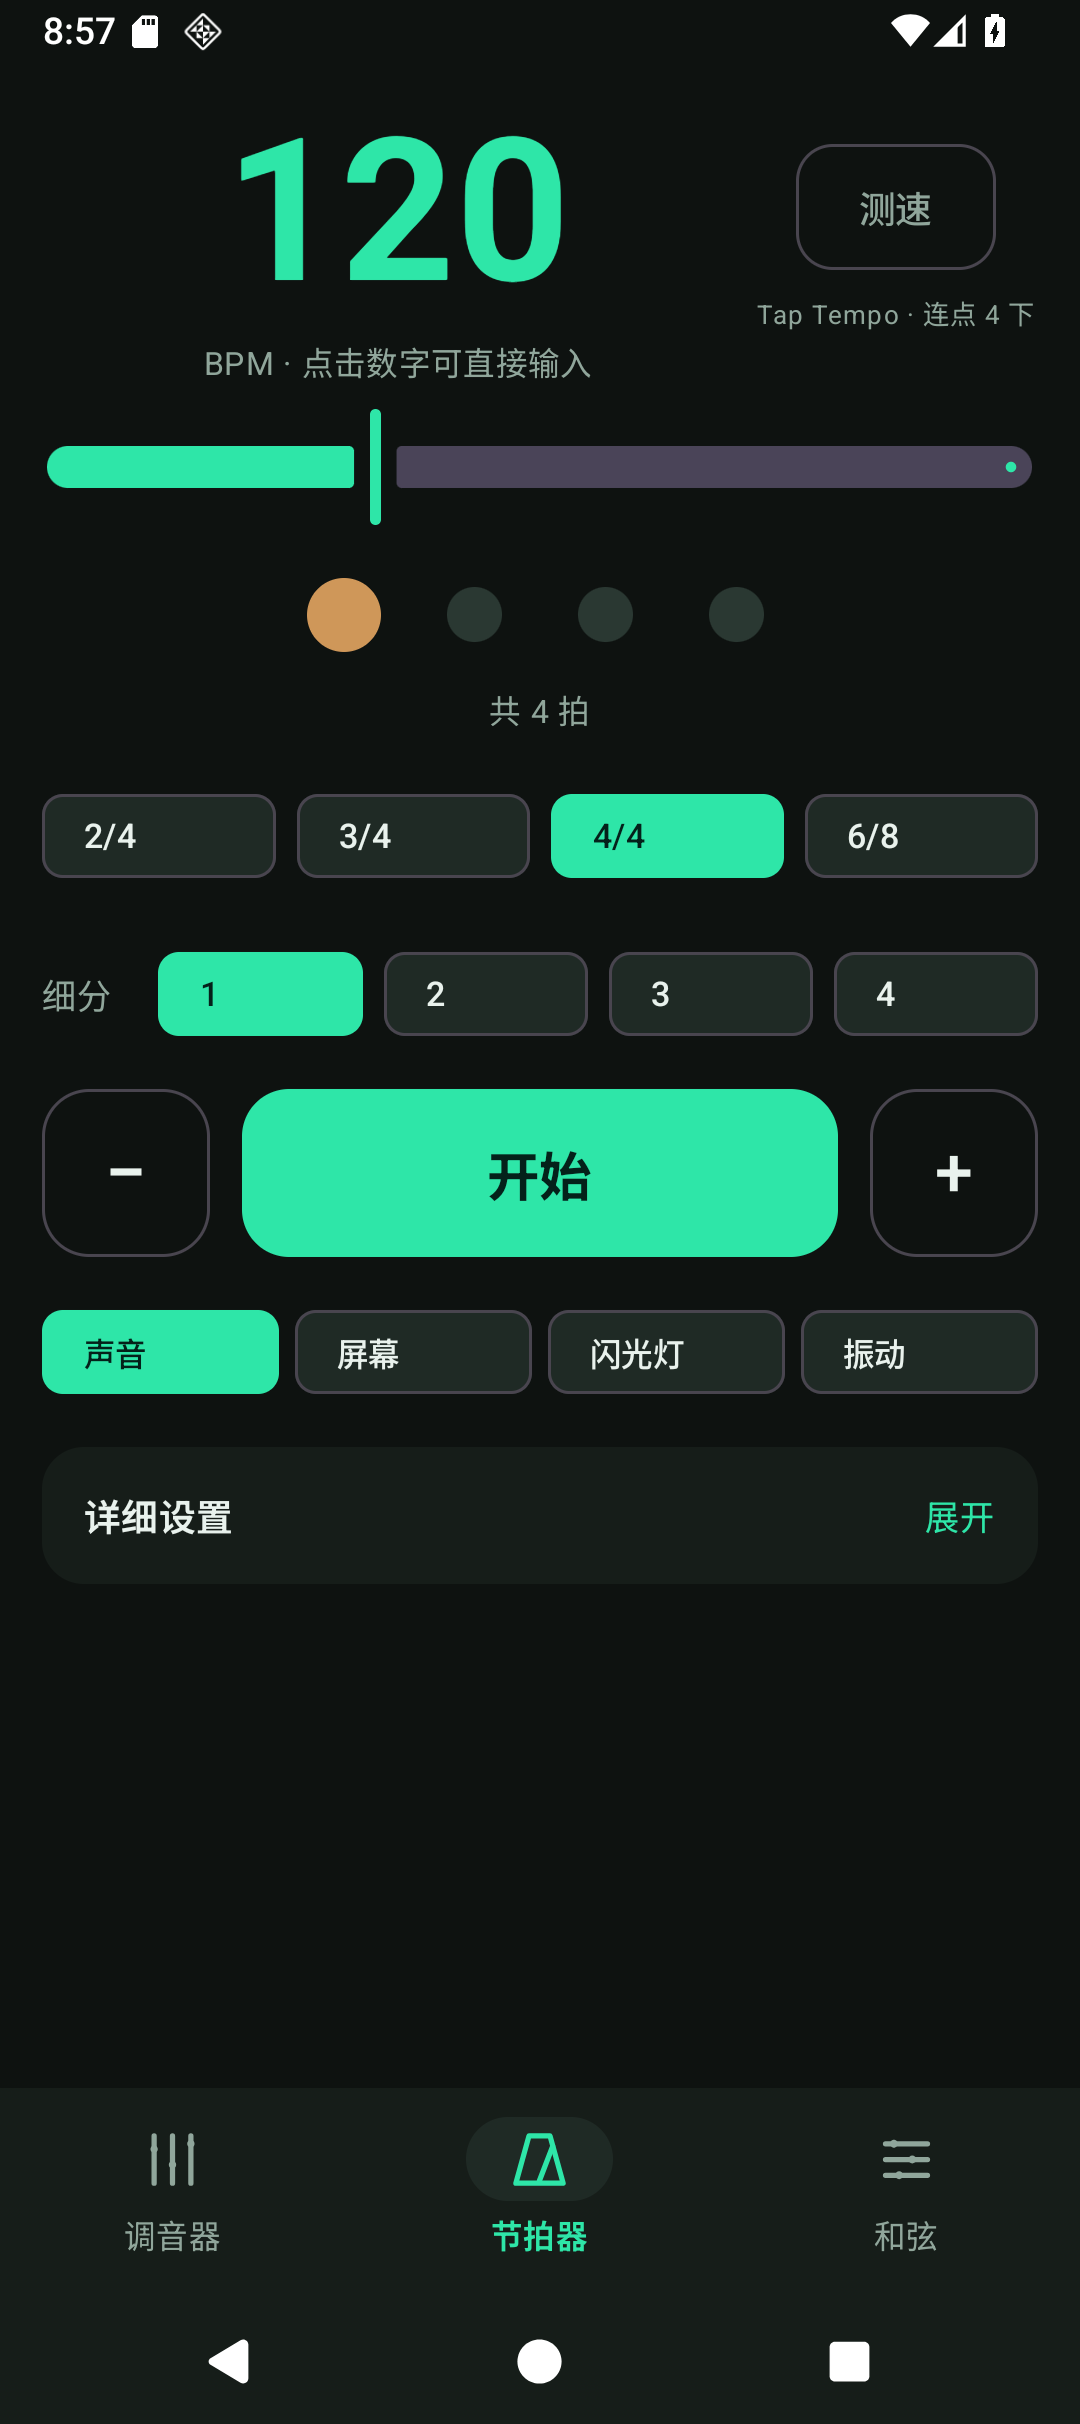 8:57
120
测速
Tap Tempo · 连点 4 下
BPM · 点击数字可直接输入
共 4 拍
2/4 3/4 4/4 6/8
细分 1 2 3 4
− 开始 +
声音 屏幕 闪光灯 振动
详细设置 展开
调音器 节拍器 和弦